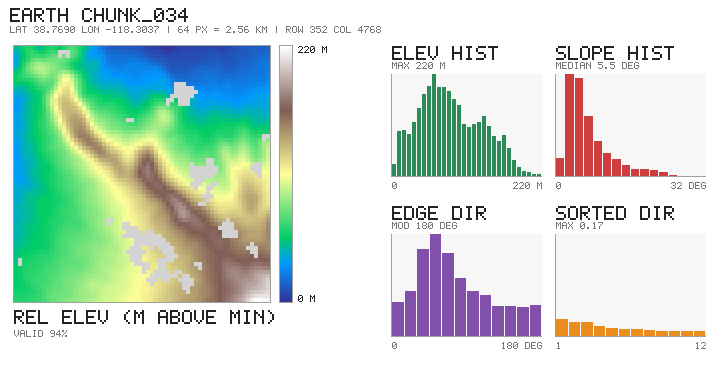 EARTH CHUNK_034
LAT 38.7690 LON -118.3037 | 64 PX = 2.56 KM | ROW 352 COL 4768
220 M
0 M
REL ELEV (M ABOVE MIN)
VALID 94%
ELEV HIST
MAX 220 M
0 220 M
SLOPE HIST
MEDIAN 5.5 DEG
0 32 DEG
EDGE DIR
MOD 180 DEG
0 180 DEG
SORTED DIR
MAX 0.17
1 12